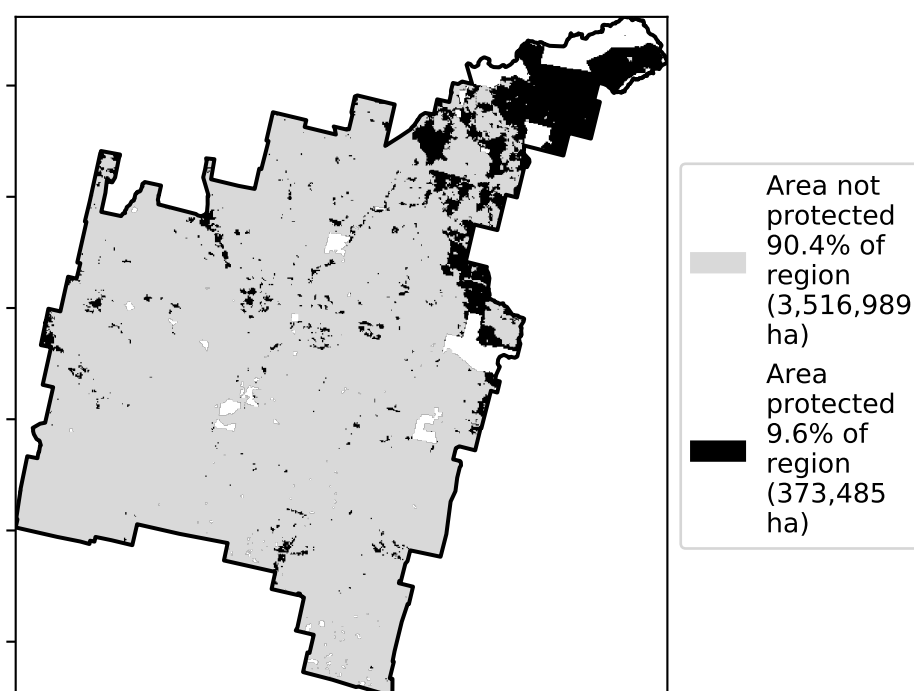 Area not
protected
90.4% of
region
(3,516,989
ha)
Area
protected
9.6% of
region
(373,485
ha)